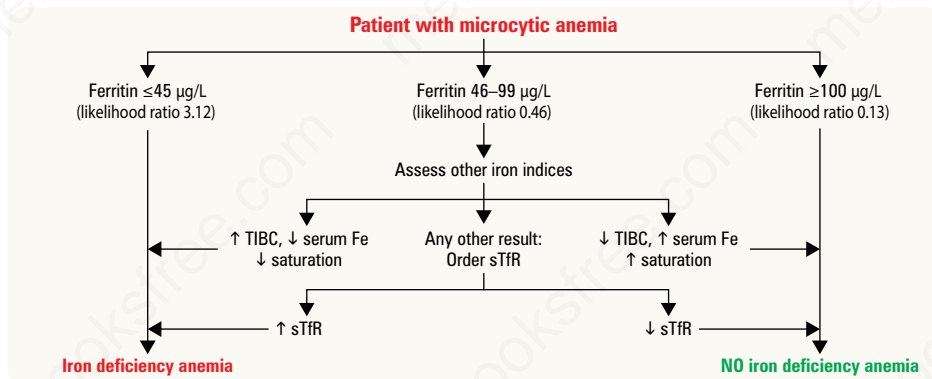 Patient with microcytic anemia
Ferritin ≤45 µg/L
(likelihood ratio 3.12)
Ferritin 46–99 µg/L
(likelihood ratio 0.46)
Ferritin ≥100 µg/L
(likelihood ratio 0.13)
Assess other iron indices
↑ TIBC, ↓ serum Fe
↓ saturation
Any other result:
Order sTfR
↓ TIBC, ↑ serum Fe
↑ saturation
↑ sTfR
↓ sTfR
Iron deficiency anemia
NO iron deficiency anemia